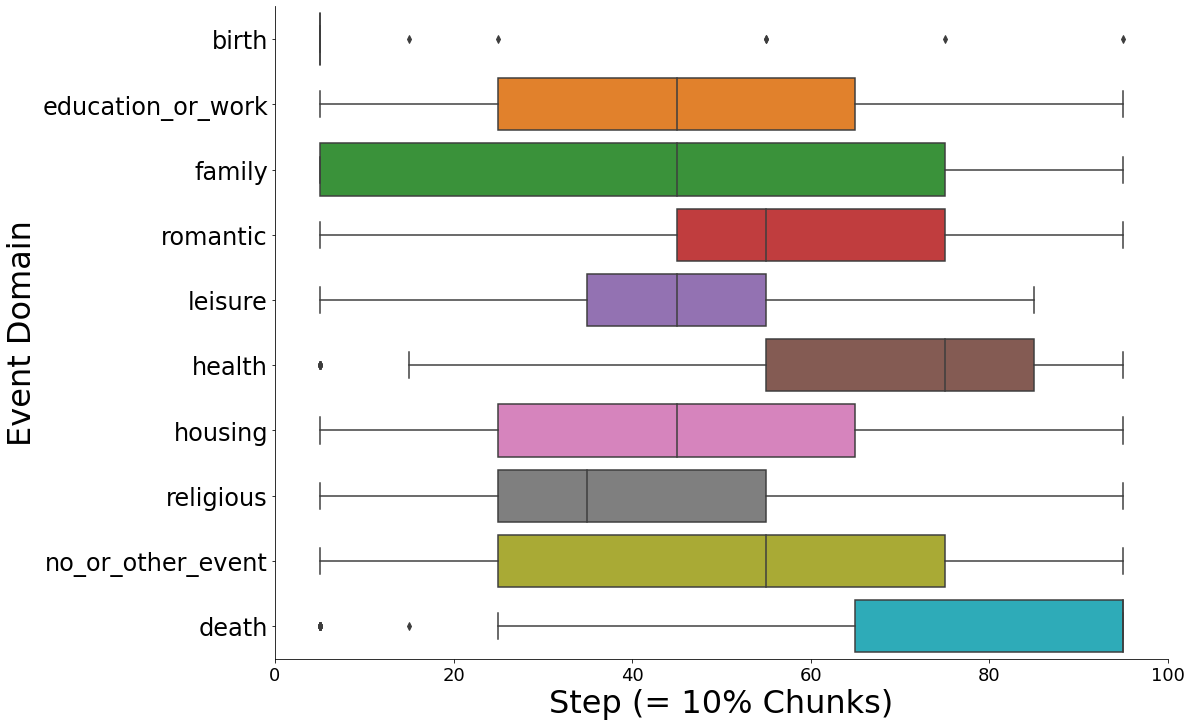 birth
education_or_work
family
romantic
leisure
health
housing
religious
no_or_other_event
death
Event Domain
0 20 40 60 80 100
Step (= 10% Chunks)